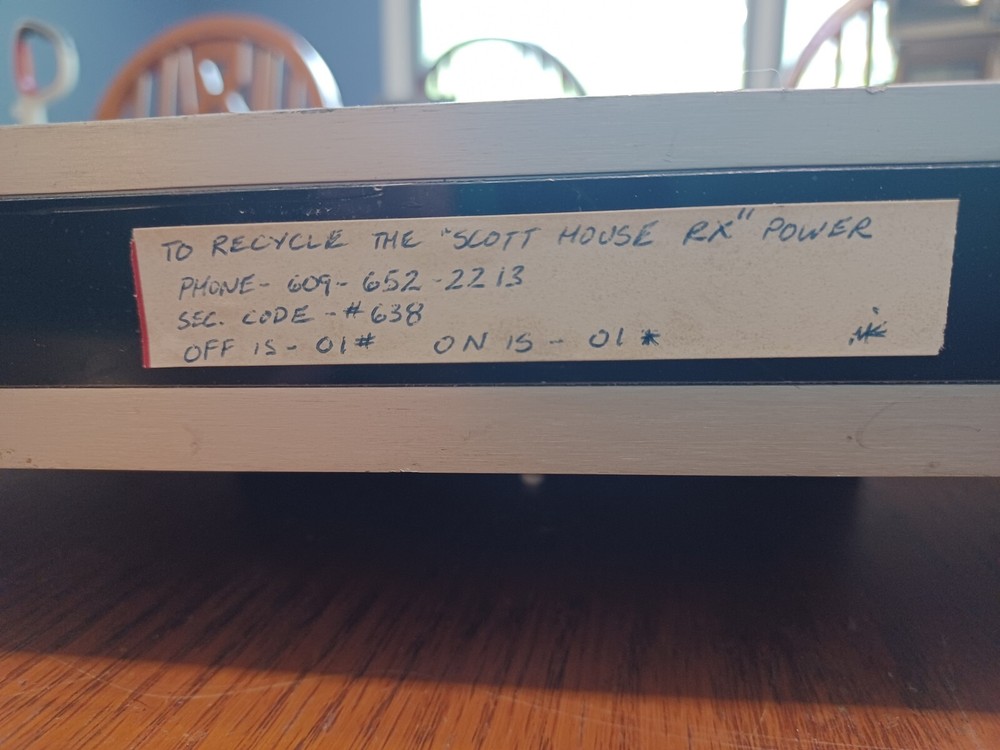 TO RECYCLE THE "SCOTT HOUSE RX" POWER
PHONE - 609-652-2213
SEC. CODE - #638
OFF IS - 01# ON IS - 01*